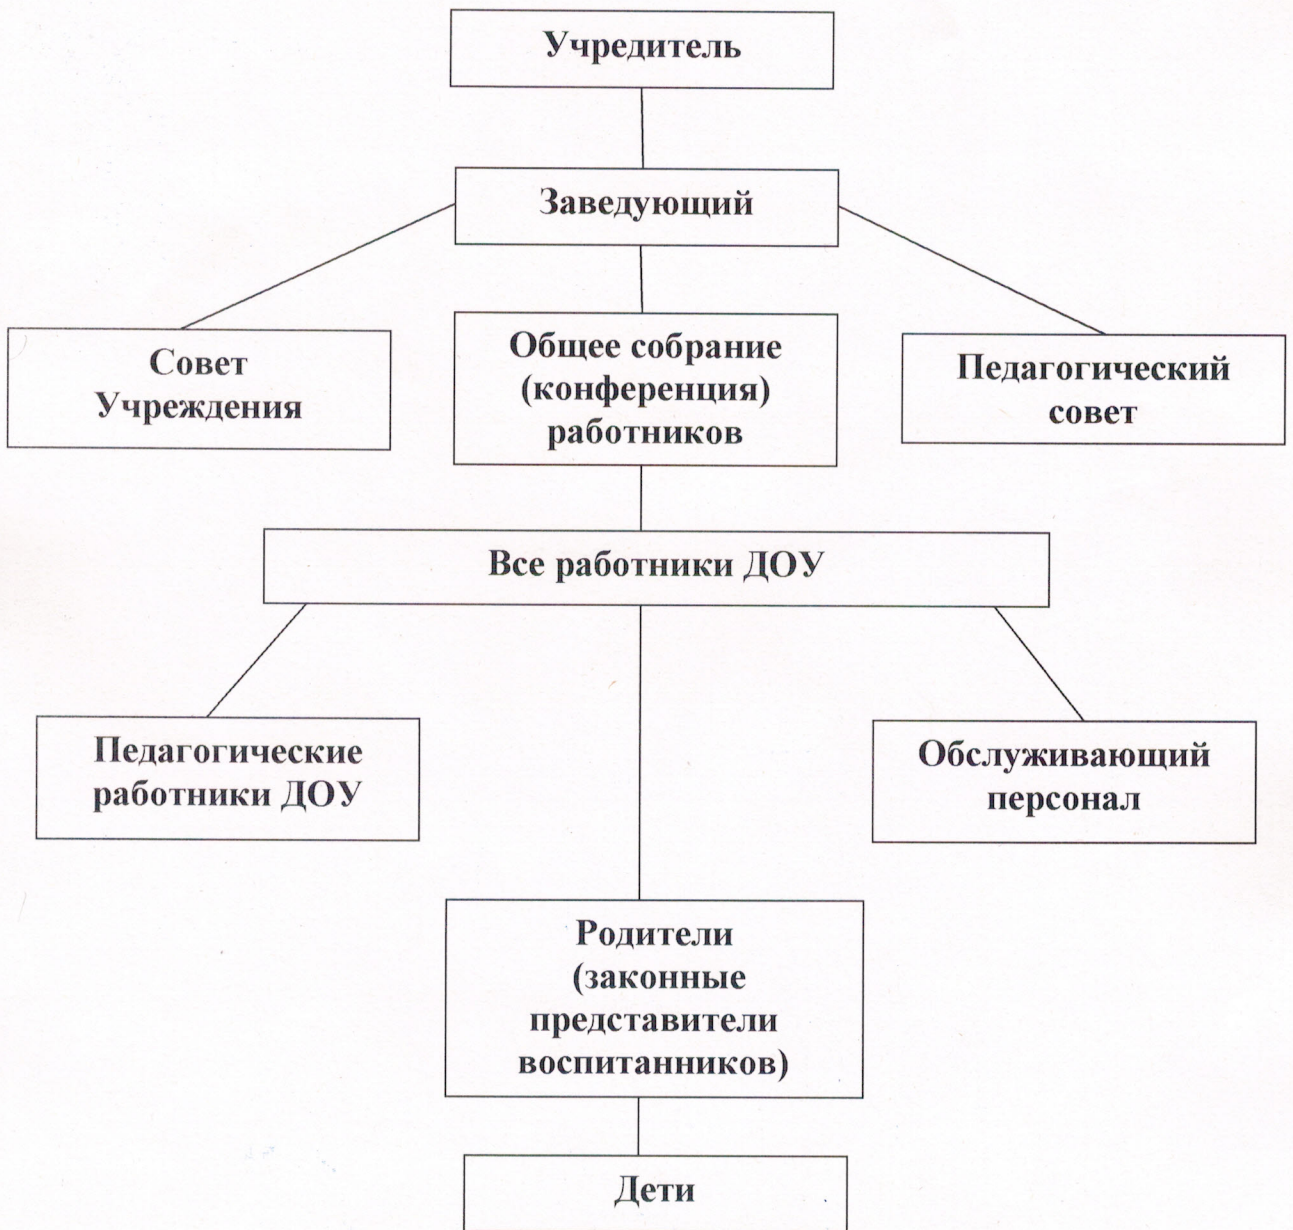 Учредитель
Заведующий
Совет
Учреждения
Общее собрание
(конференция)
работников
Педагогический
совет
Все работники ДОУ
Педагогические
работники ДОУ
Обслуживающий
персонал
Родители
(законные
представители
воспитанников)
Дети